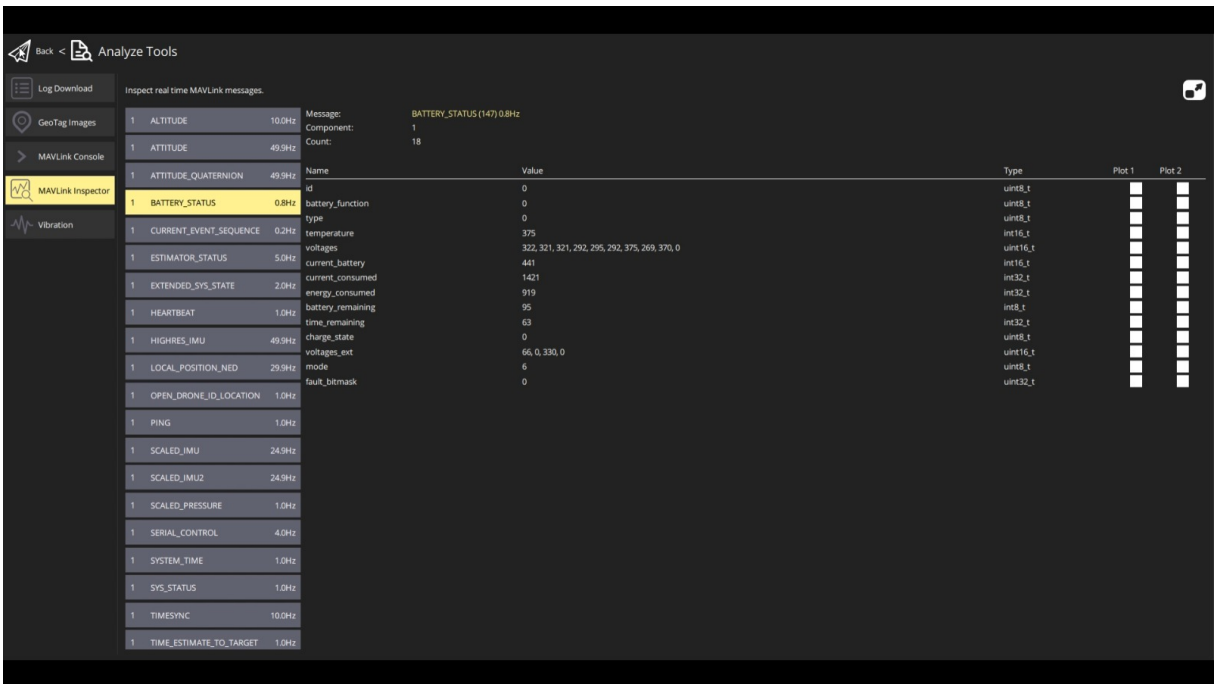 Back < Analyze Tools
Log Download
GeoTag Images
MAVLink Console
MAVLink Inspector
Vibration
Inspect real time MAVLink messages.
1 ALTITUDE 10.0Hz
1 ATTITUDE 49.9Hz
1 ATTITUDE_QUATERNION 49.9Hz
1 BATTERY_STATUS 0.8Hz
1 CURRENT_EVENT_SEQUENCE 0.2Hz
1 ESTIMATOR_STATUS 5.0Hz
1 EXTENDED_SYS_STATE 2.0Hz
1 HEARTBEAT 1.0Hz
1 HIGHRES_IMU 49.9Hz
1 LOCAL_POSITION_NED 29.9Hz
1 OPEN_DRONE_ID_LOCATION 1.0Hz
1 PING 1.0Hz
1 SCALED_IMU 24.9Hz
1 SCALED_IMU2 24.9Hz
1 SCALED_PRESSURE 1.0Hz
1 SERIAL_CONTROL 4.0Hz
1 SYSTEM_TIME 1.0Hz
1 SYS_STATUS 1.0Hz
1 TIMESYNC 10.0Hz
1 TIME_ESTIMATE_TO_TARGET 1.0Hz
Message: BATTERY_STATUS (147) 0.8Hz
Component: 1
Count: 18
Name Value Type Plot 1 Plot 2
id 0 uint8_t
battery_function 0 uint8_t
type 0 uint8_t
temperature 375 int16_t
voltages 322, 321, 321, 292, 295, 292, 375, 269, 370, 0 uint16_t
current_battery 441 int16_t
current_consumed 1421 int32_t
energy_consumed 919 int32_t
battery_remaining 95 int8_t
time_remaining 63 int32_t
charge_state 0 uint8_t
voltages_ext 66, 0, 330, 0 uint16_t
mode 6 uint8_t
fault_bitmask 0 uint32_t